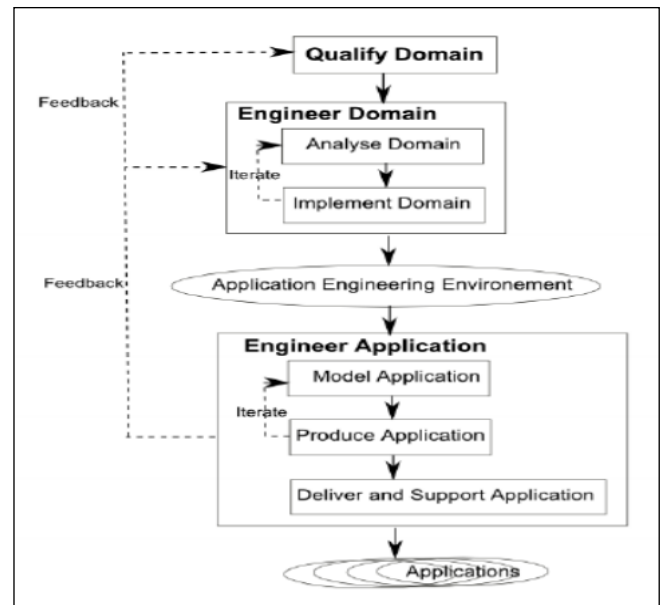 Qualify Domain
Feedback
Engineer Domain
Analyse Domain
Iterate
Implement Domain
Feedback
Application Engineering Environement
Engineer Application
Model Application
Iterate
Produce Application
Deliver and Support Application
Applications